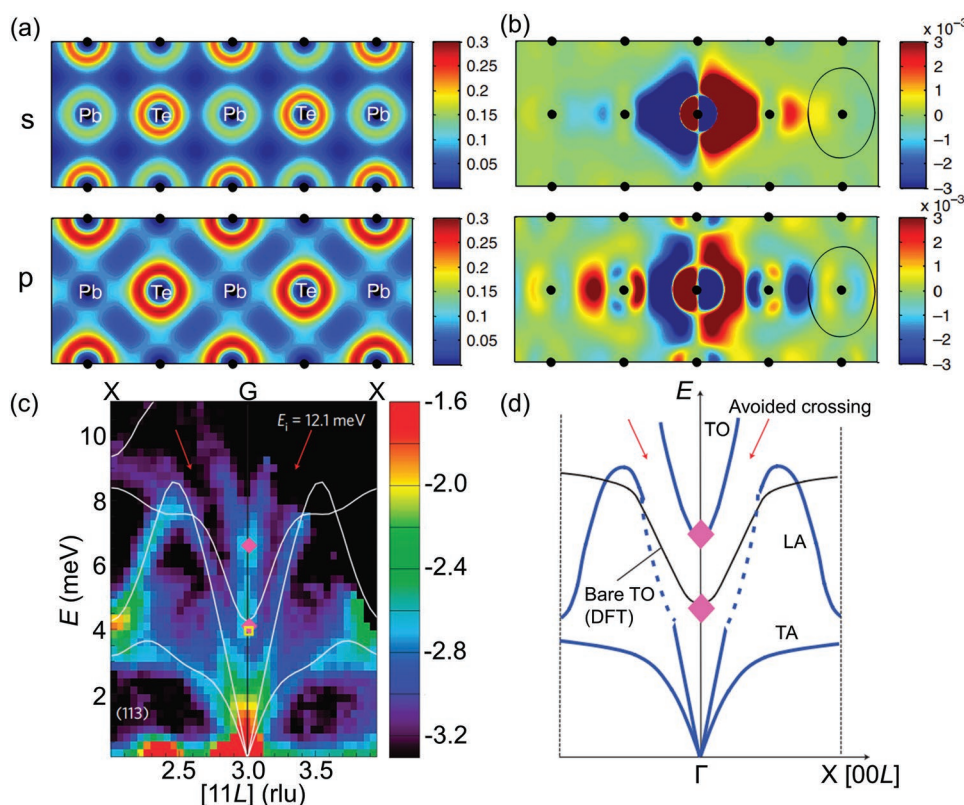 (a)
(b)
s
Pb Te Pb Te Pb
0.3
0.25
0.2
0.15
0.1
0.05
x 10⁻³
3
2
1
0
−1
−2
−3
p
Pb Te Pb Te Pb
0.3
0.25
0.2
0.15
0.1
0.05
x 10⁻³
3
2
1
0
−1
−2
−3
(c)
X G X
Ei = 12.1 meV
E (meV)
10
8
6
4
2
(113)
2.5 3.0 3.5
[11L] (rlu)
-1.6
-2.0
-2.4
-2.8
-3.2
(d)
E
TO
Avoided crossing
LA
Bare TO
(DFT)
TA
Γ
X [00L]